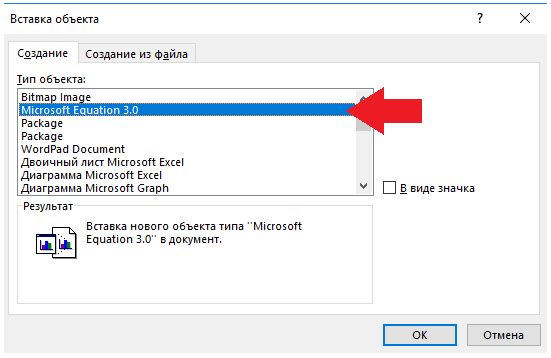 Вставка объекта
Создание
Создание из файла
Тип объекта:
Bitmap Image
Microsoft Equation 3.0
Package
Package
WordPad Document
Двоичный лист Microsoft Excel
Диаграмма Microsoft Excel
Диаграмма Microsoft Graph
В виде значка
Результат
Вставка нового объекта типа "Microsoft
Equation 3.0" в документ.
ОК
Отмена